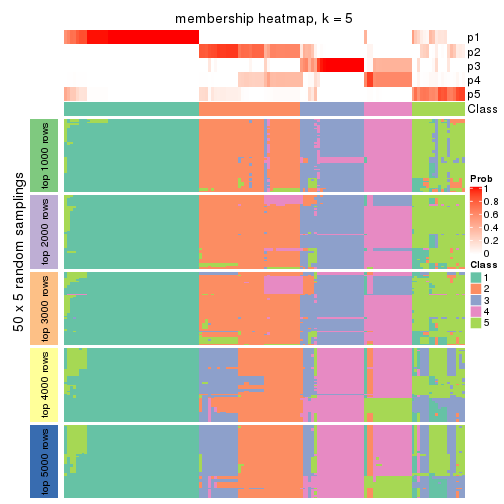 membership heatmap, k = 5
p1
p2
p3
p4
p5
Class
50 x 5 random samplings
top 1000 rows
top 2000 rows
top 3000 rows
top 4000 rows
top 5000 rows
Prob
1
0.8
0.6
0.4
0.2
0
Class
1
2
3
4
5